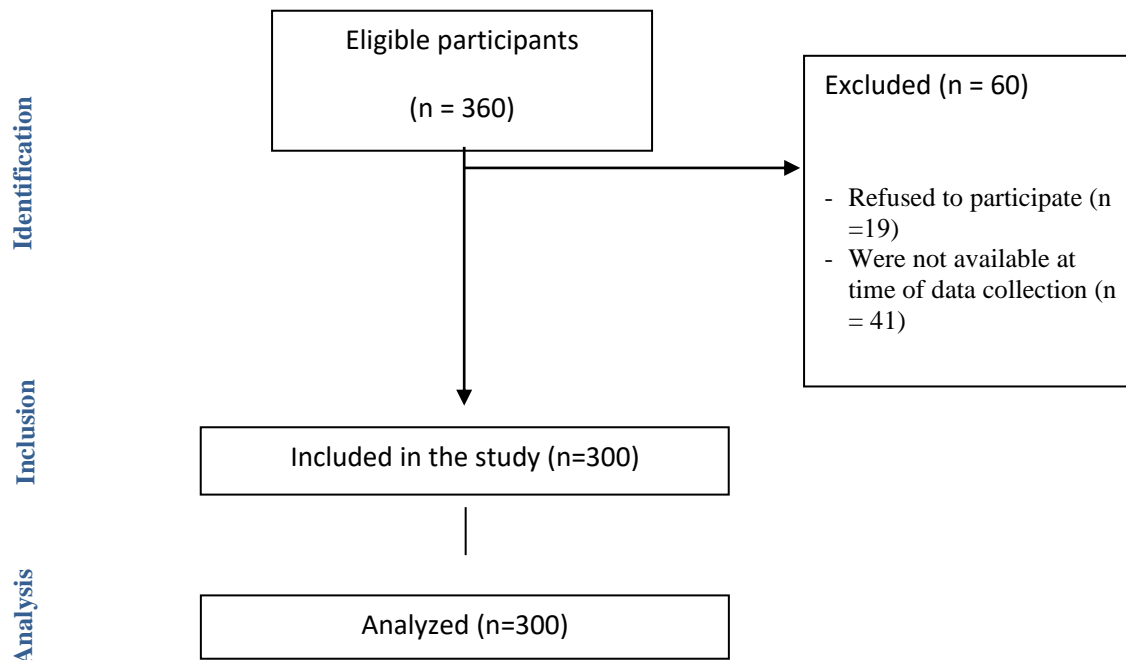 Eligible participants
(n = 360)
Identification
Excluded (n = 60)
- Refused to participate (n
=19)
- Were not available at
time of data collection (n
= 41)
Inclusion
Included in the study (n=300)
Analysis
Analyzed (n=300)